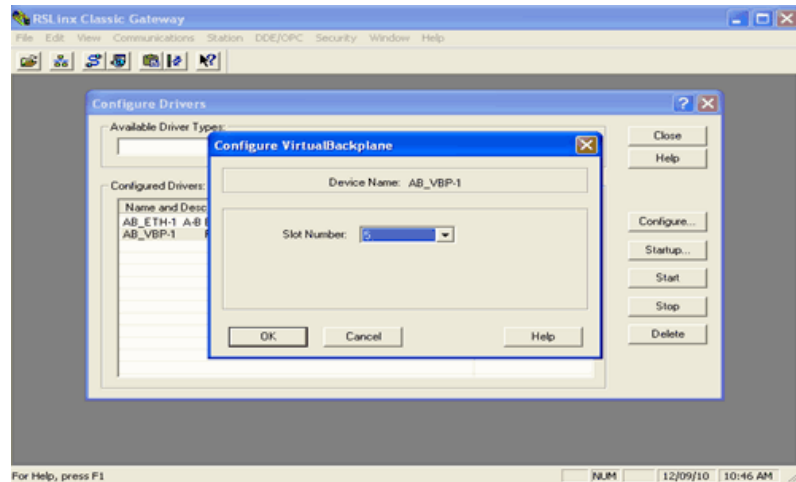 RSLinx Classic Gateway
File Edit View Communications Station DDE/OPC Security Window Help
Configure Drivers
Available Driver Types:
Close
Help
Configure VirtualBackplane
Device Name: AB_VBP-1
Configured Drivers:
Name and Desc
AB_ETH-1 A-B
AB_VBP-1
Slot Number: 5
Configure...
Startup...
Start
Stop
Delete
OK Cancel Help
For Help, press F1 NUM 12/09/10 10:46 AM